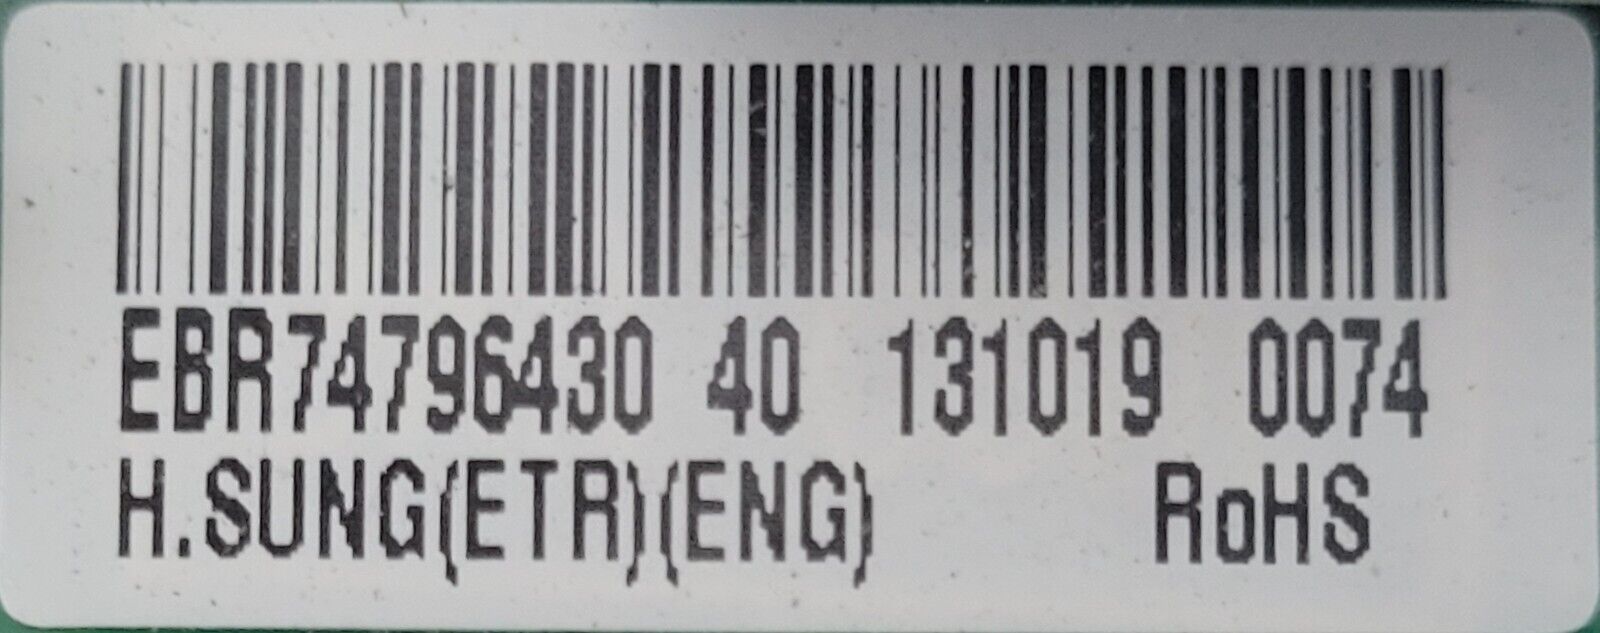 EBR74796430 40 131019 0074
H.SUNG(ETR)(ENG) RoHS